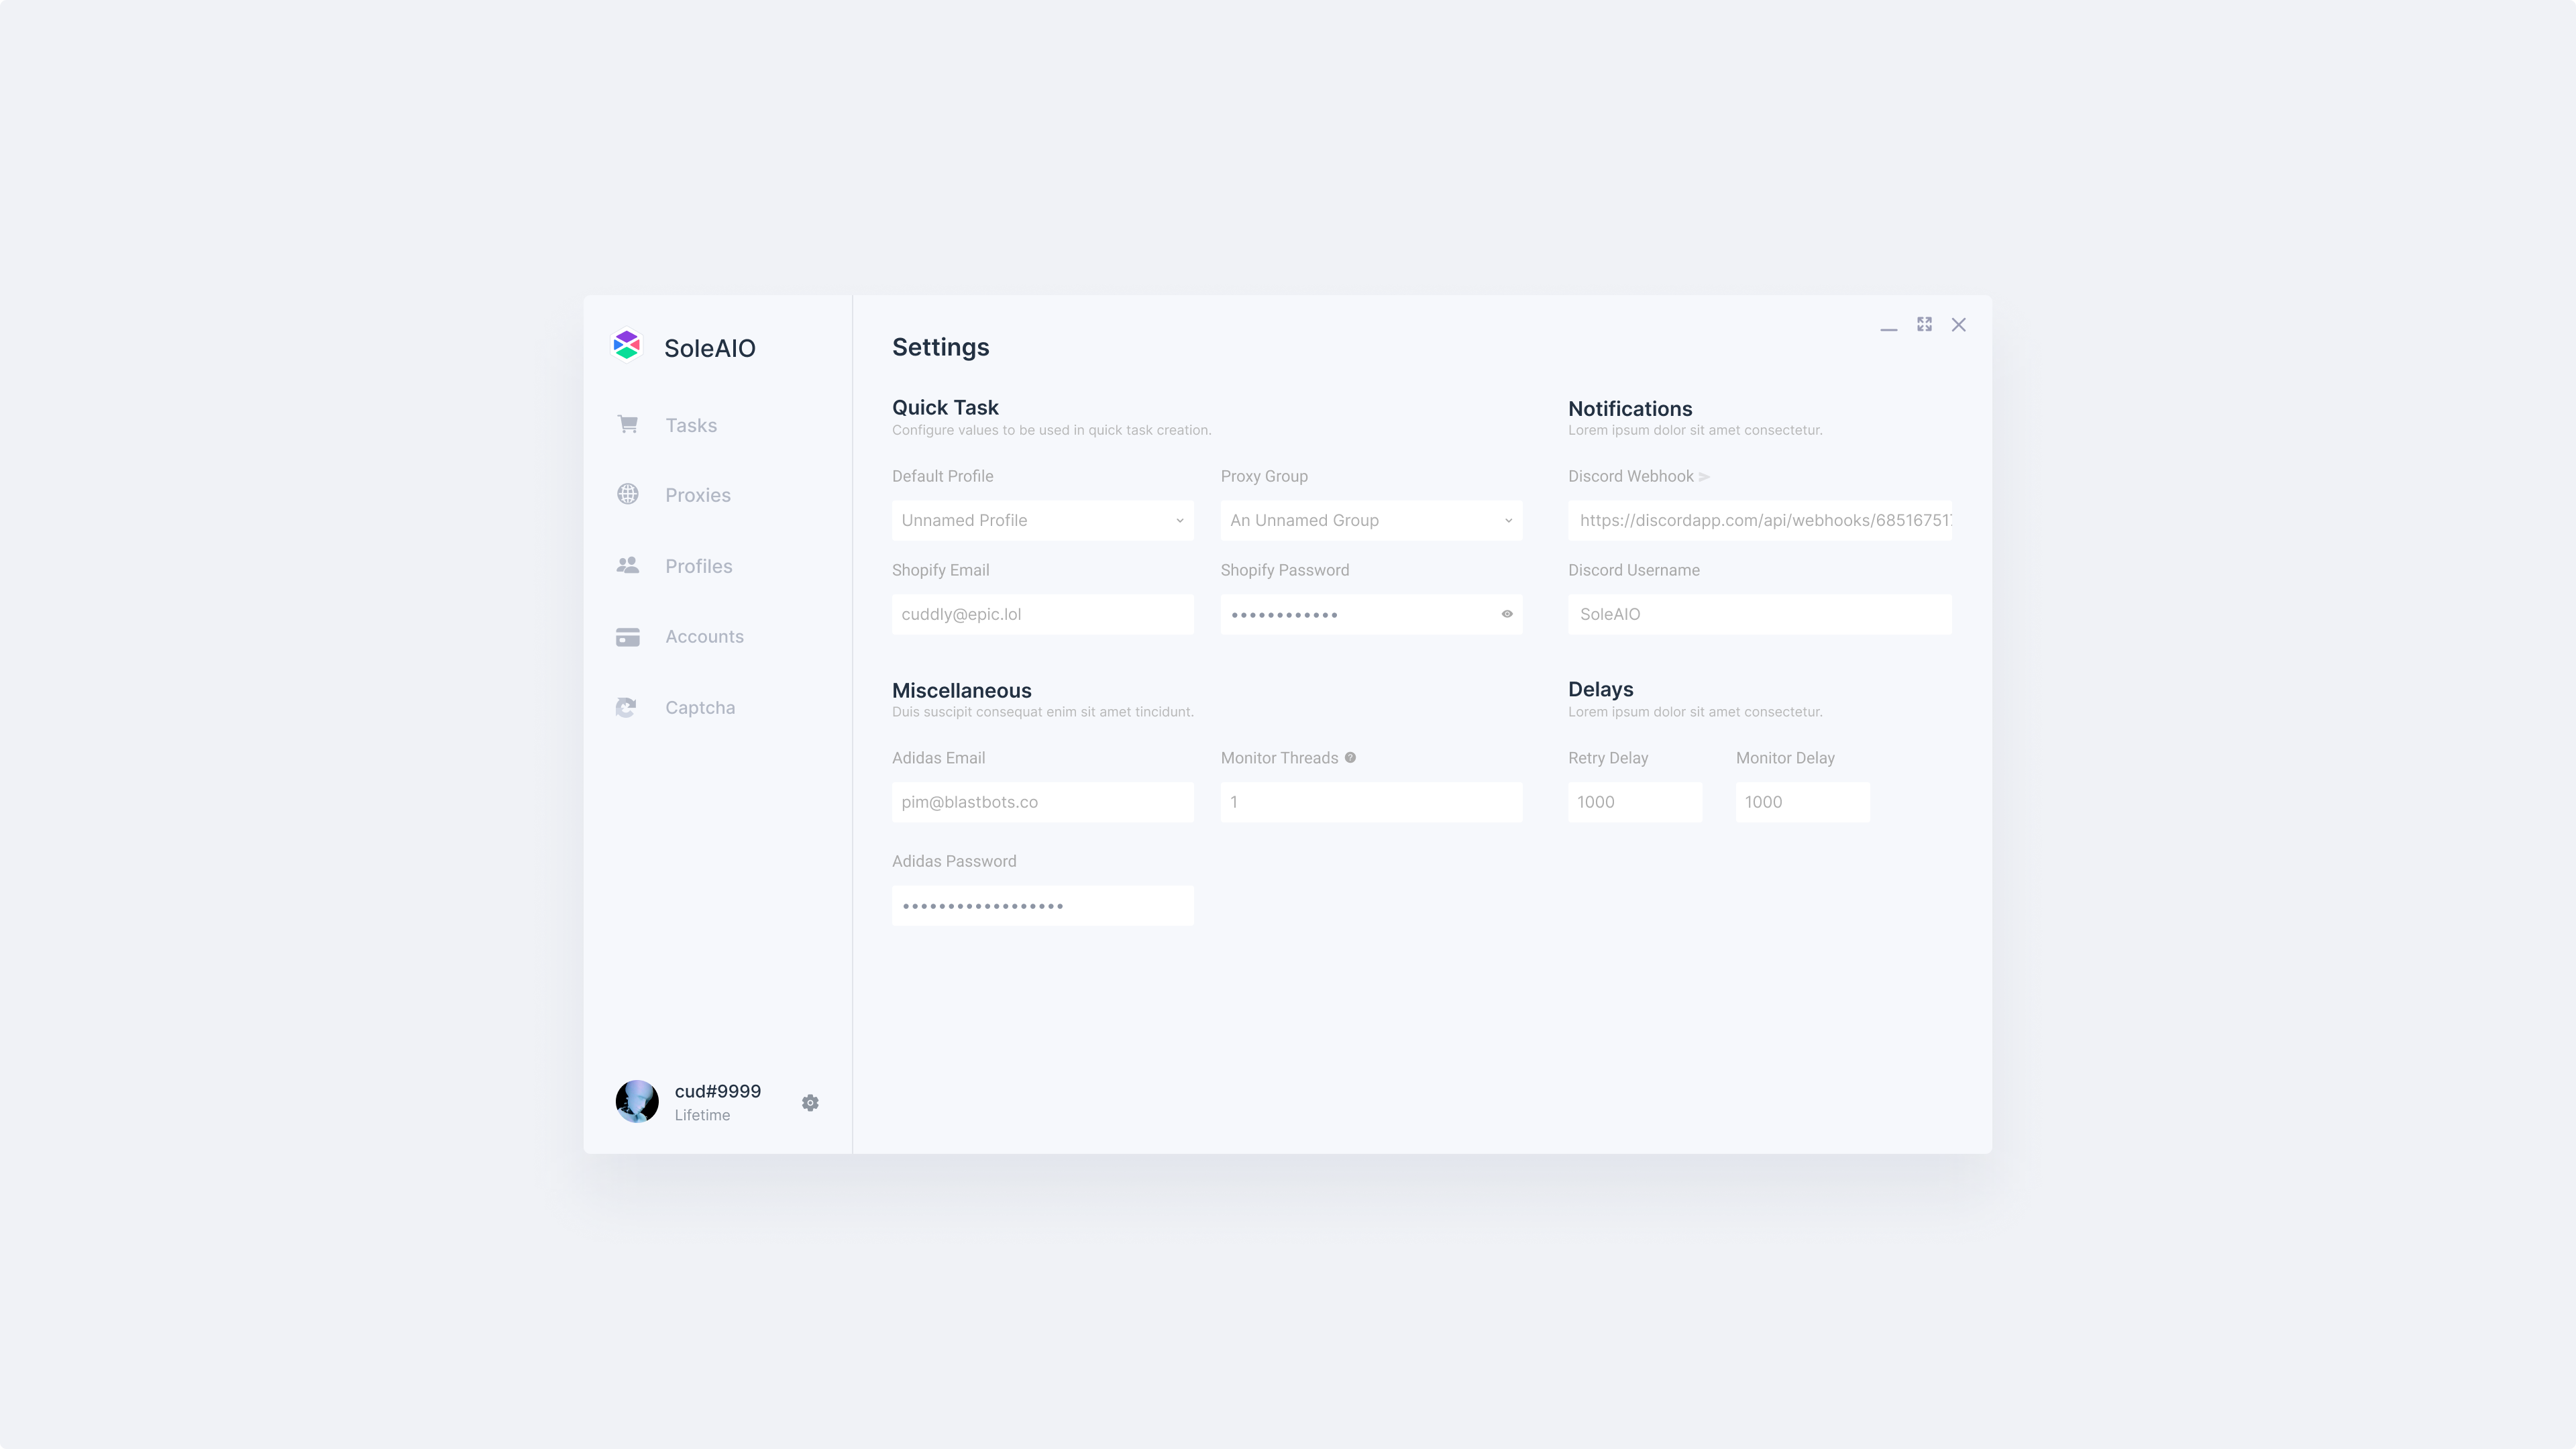 SoleAIO
Tasks
Proxies
Profiles
Accounts
Captcha
cud#9999
Lifetime
Settings
Quick Task
Configure values to be used in quick task creation.
Default Profile
Unnamed Profile
Proxy Group
An Unnamed Group
Shopify Email
cuddly@epic.lol
Shopify Password
••••••••••••
Notifications
Lorem ipsum dolor sit amet consectetur.
Discord Webhook
https://discordapp.com/api/webhooks/68516751
Discord Username
SoleAIO
Miscellaneous
Duis suscipit consequat enim sit amet tincidunt.
Adidas Email
pim@blastbots.co
Monitor Threads ?
1
Adidas Password
••••••••••••••••••
Delays
Lorem ipsum dolor sit amet consectetur.
Retry Delay
1000
Monitor Delay
1000